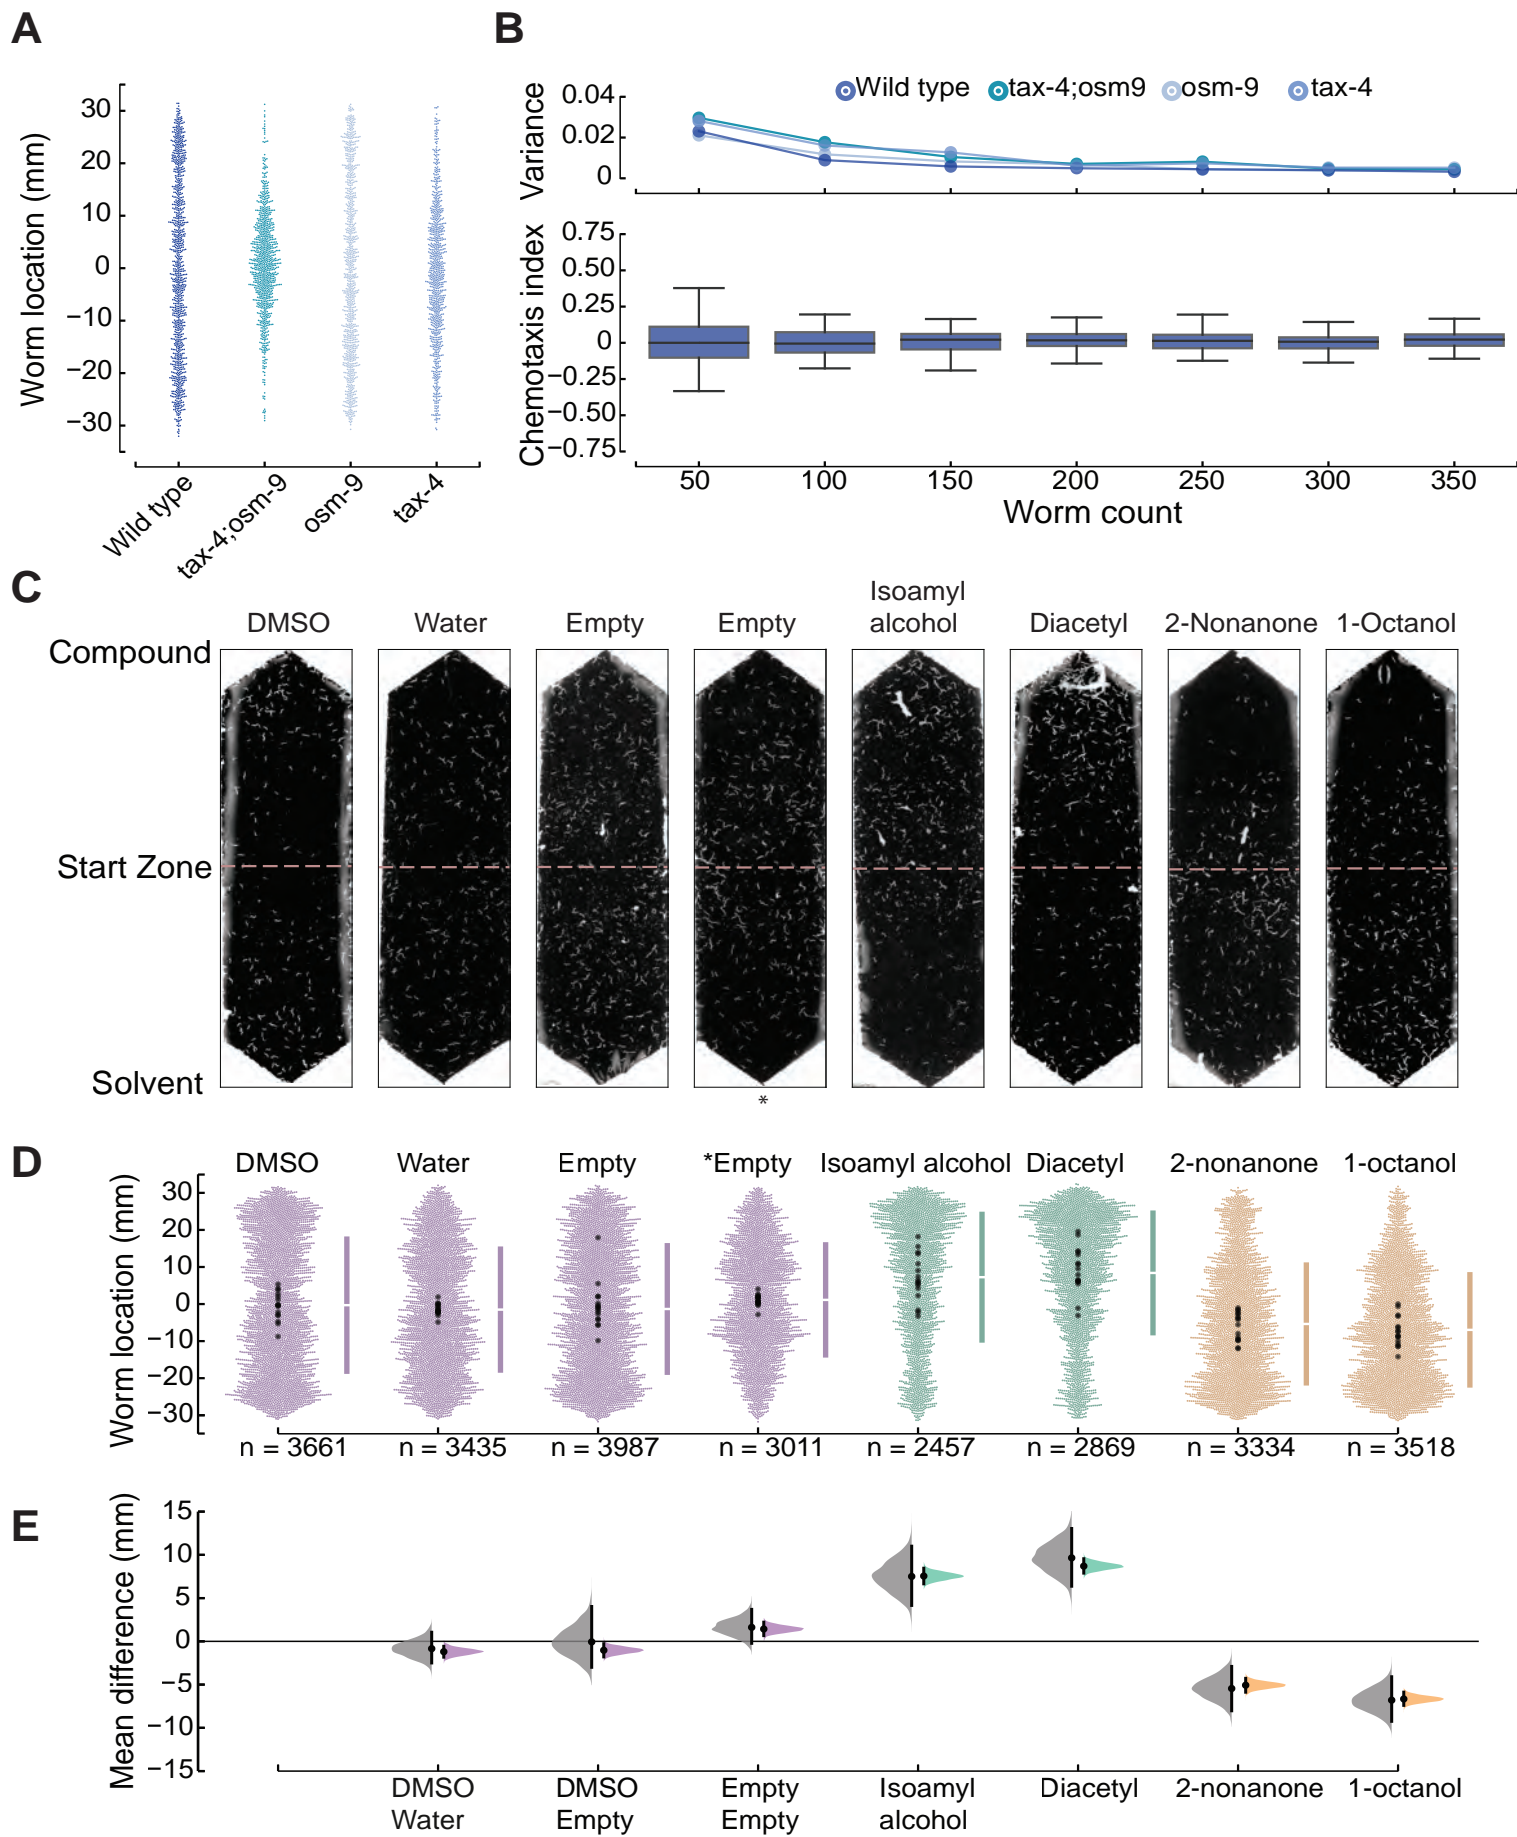 A
B
Worm location (mm)
30
20
10
0
−10
−20
−30
Wild type
tax-4;osm-9
osm-9
tax-4
Wild type
tax-4;osm9
osm-9
tax-4
Variance
0.04
0.02
0
Chemotaxis index
0.75
0.50
0.25
0
−0.25
−0.50
−0.75
50 100 150 200 250 300 350
Worm count
C
DMSO Water Empty Empty Isoamyl alcohol Diacetyl 2-Nonanone 1-Octanol
Compound
Start Zone
Solvent
*
D
DMSO Water Empty *Empty Isoamyl alcohol Diacetyl 2-nonanone 1-octanol
Worm location (mm)
30
20
10
0
−10
−20
−30
n = 3661 n = 3435 n = 3987 n = 3011 n = 2457 n = 2869 n = 3334 n = 3518
E
Mean difference (mm)
15
10
5
0
−5
−10
−15
DMSO DMSO Empty Isoamyl Diacetyl 2-nonanone 1-octanol
Water Empty Empty alcohol